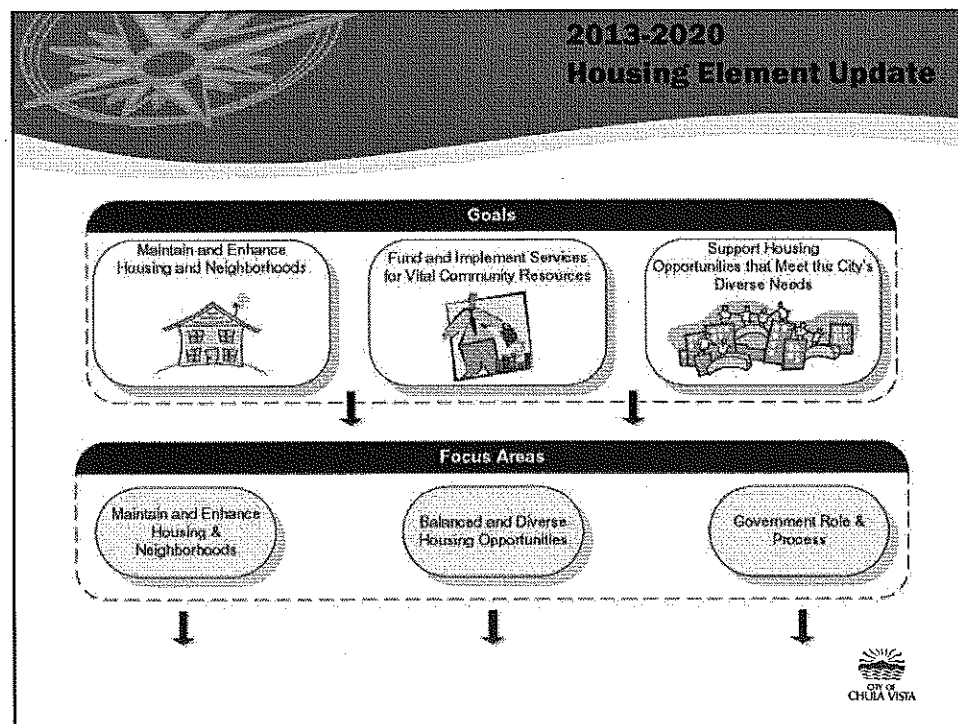 2013-2020
Housing Element Update
Goals
Maintain and Enhance
Housing and Neighborhoods
Fund and Implement Services
for Vital Community Resources
Support Housing
Opportunities that Meet the City's
Diverse Needs
Focus Areas
Maintain and Enhance
Housing &
Neighborhoods
Balanced and Diverse
Housing Opportunities
Government Role &
Process
CITY OF
CHULA VISTA